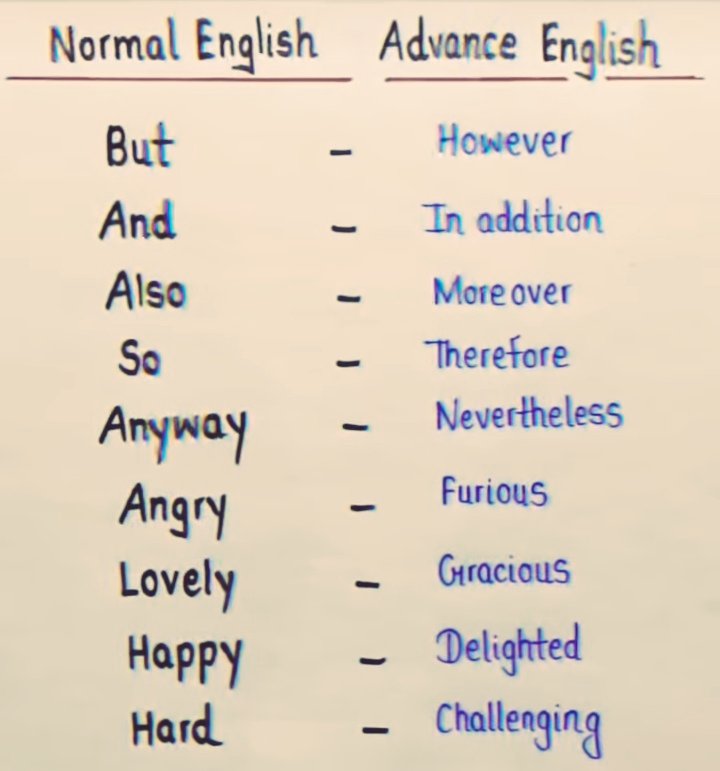 Normal English Advance English
But - However
And - In addition
Also - Moreover
So - Therefore
Anyway - Nevertheless
Angry - Furious
Lovely - Gracious
Happy - Delighted
Hard - Challenging